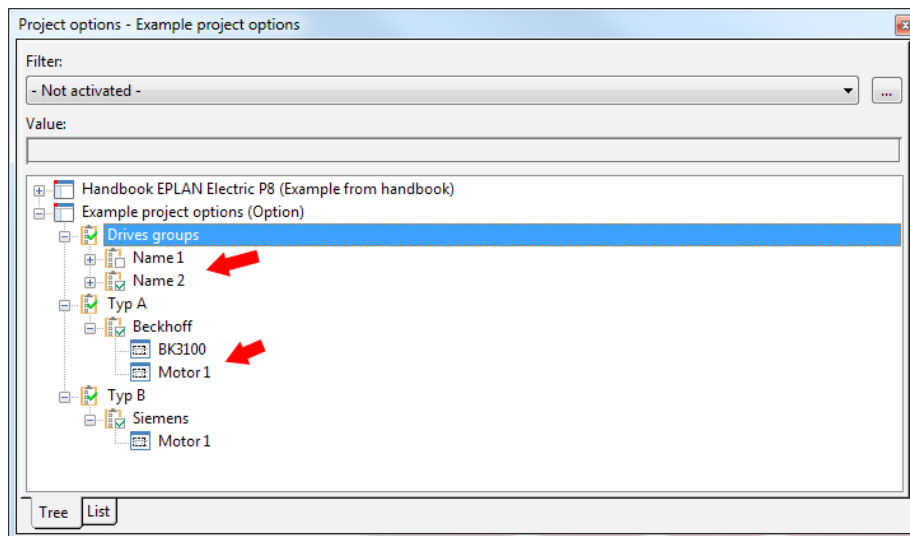 Project options - Example project options
Filter:
- Not activated -
...
Value:
Handbook EPLAN Electric P8 (Example from handbook)
Example project options (Option)
Drives groups
Name 1
Name 2
Typ A
Beckhoff
BK3100
Motor 1
Typ B
Siemens
Motor 1
Tree List